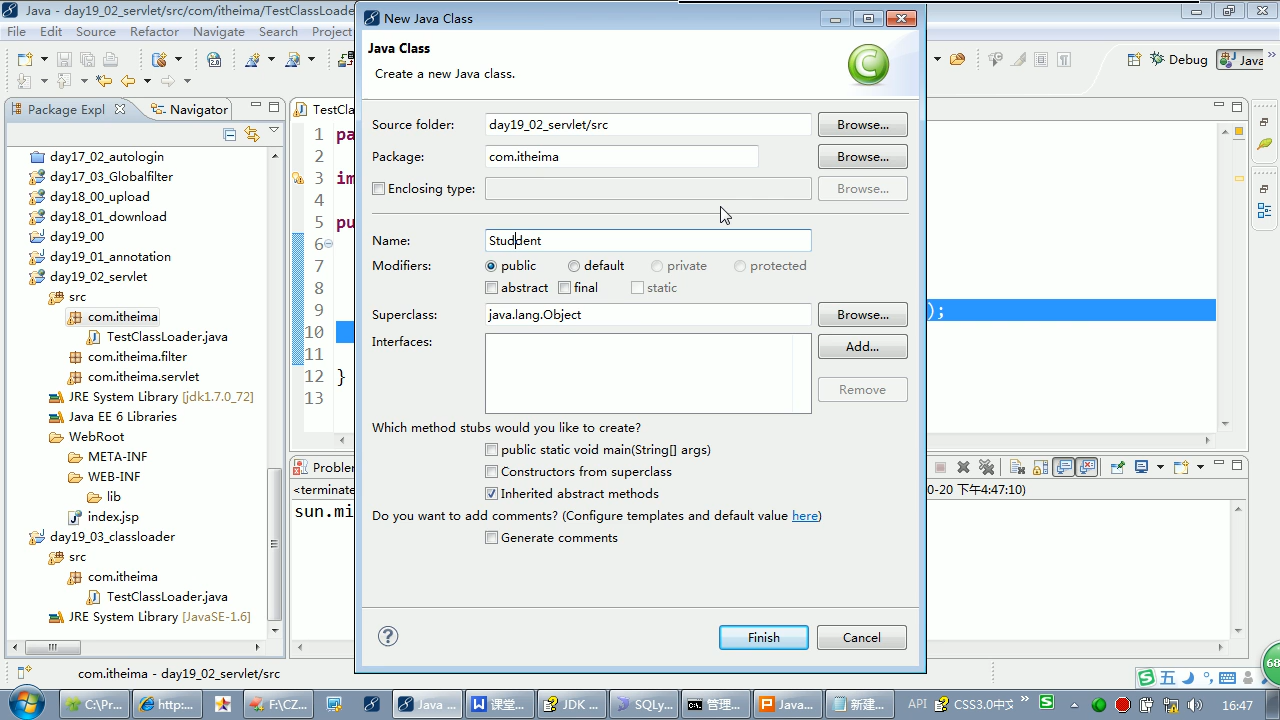 Java - day19_02_servlet/src/com/itheima/TestClassLoade
File Edit Source Refactor Navigate Search Project
Debug
Java
Package Expl
Navigator
day17_02_autologin
day17_03_Globalfilter
day18_00_upload
day18_01_download
day19_00
day19_01_annotation
day19_02_servlet
src
com.itheima
TestClassLoader.java
com.itheima.filter
com.itheima.servlet
JRE System Library [jdk1.7.0_72]
Java EE 6 Libraries
WebRoot
META-INF
WEB-INF
lib
index.jsp
day19_03_classloader
src
com.itheima
TestClassLoader.java
JRE System Library [JavaSE-1.6]
TestCla
1 pa
2
3 im
4
5 pu
6
7
8
9
10
11
12 }
13
);
New Java Class
Java Class
Create a new Java class.
Source folder: day19_02_servlet/src Browse...
Package: com.itheima Browse...
Enclosing type: Browse...
Name: Studdent
Modifiers: public default private protected
abstract final static
Superclass: java.lang.Object Browse...
Interfaces: Add...
Remove
Which method stubs would you like to create?
public static void main(String[] args)
Constructors from superclass
Inherited abstract methods
Do you want to add comments? (Configure templates and default value here)
Generate comments
Finish Cancel
Problem
<terminate
0-20 下午4:47:10)
sun.mi
com.itheima - day19_02_servlet/src
五
68
C:\Pr...
http:...
F:\CZ...
Java ...
课堂...
JDK ...
SQLy...
管理...
Java...
新建...
API
CSS3.0中文
16:47